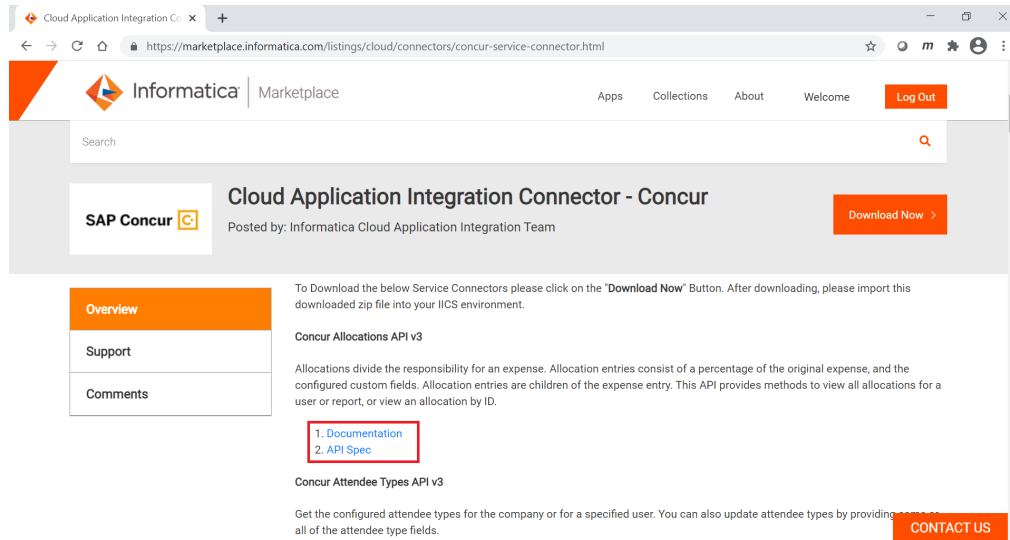 Cloud Application Integration Co
https://marketplace.informatica.com/listings/cloud/connectors/concur-service-connector.html
Informatica Marketplace
Apps Collections About Welcome Log Out
Search
SAP Concur C
Cloud Application Integration Connector - Concur
Posted by: Informatica Cloud Application Integration Team
Download Now >
Overview
Support
Comments
To Download the below Service Connectors please click on the "Download Now" Button. After downloading, please import this
downloaded zip file into your IICS environment.
Concur Allocations API v3
Allocations divide the responsibility for an expense. Allocation entries consist of a percentage of the original expense, and the
configured custom fields. Allocation entries are children of the expense entry. This API provides methods to view all allocations for a
user or report, or view an allocation by ID.
1. Documentation
2. API Spec
Concur Attendee Types API v3
Get the configured attendee types for the company or for a specified user. You can also update attendee types by providing
all of the attendee type fields.
CONTACT US